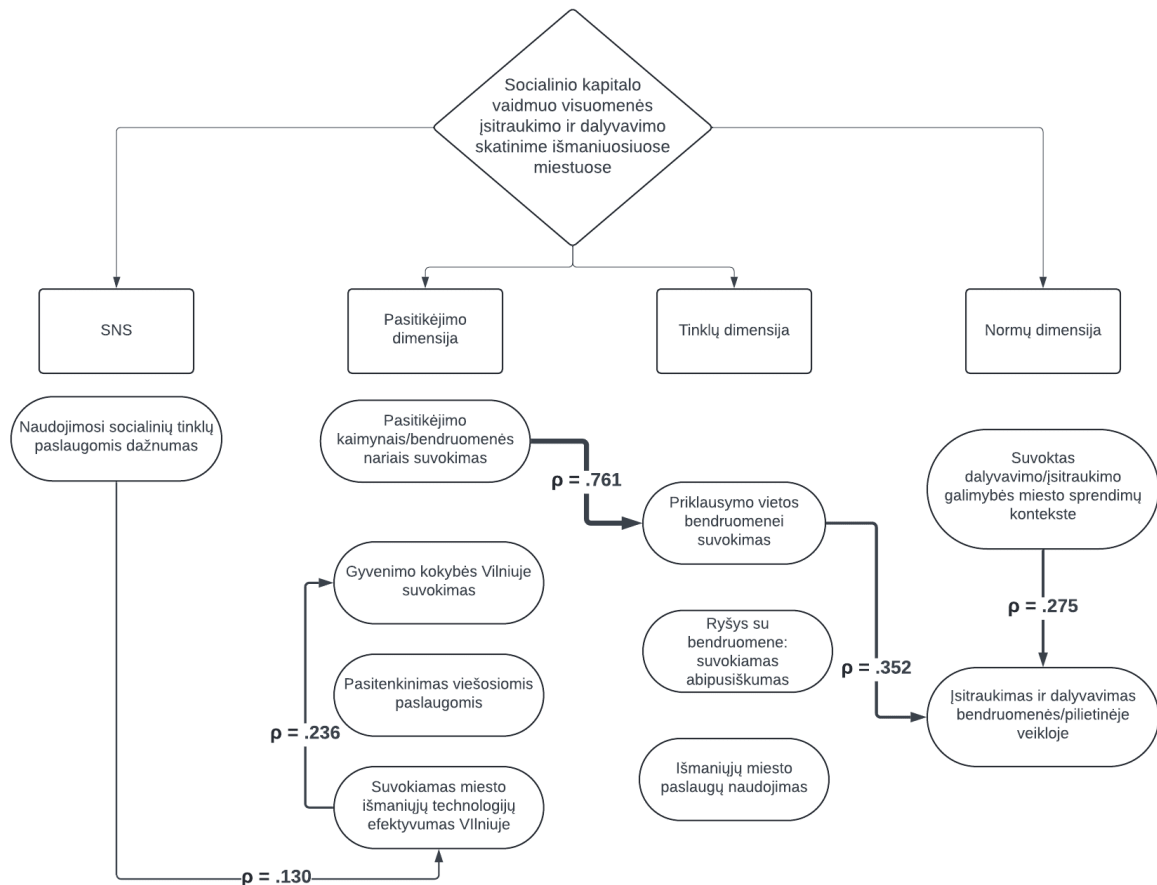 Socialinio kapitalo
vaidmuo visuomenės
įsitraukimo ir dalyvavimo
skatinime išmaniuosiuose
miestuose
SNS
Pasitikėjimo
dimensija
Tinklų dimensija
Normų dimensija
Naudojimosi socialinių tinklų
paslaugomis dažnumas
Pasitikėjimo
kaimynais/bendruomenės
nariais suvokimas
ρ = .761
Priklausymo vietos
bendruomenei
suvokimas
Suvoktas
dalyvavimo/įsitraukimo
galimybės miesto sprendimų
kontekste
Gyvenimo kokybės Vilniuje
suvokimas
ρ = .275
Ryšys su
bendruomene:
suvokiamas
abipusiškumas
ρ = .352
Pasitenkinimas viešosiomis
paslaugomis
Įsitraukimas ir dalyvavimas
bendruomenės/pilietinėje
veikloje
ρ = .236
Išmaniųjų miesto
paslaugų naudojimas
Suvokiamas miesto
išmaniųjų technologijų
efektyvumas VIlniuje
ρ = .130